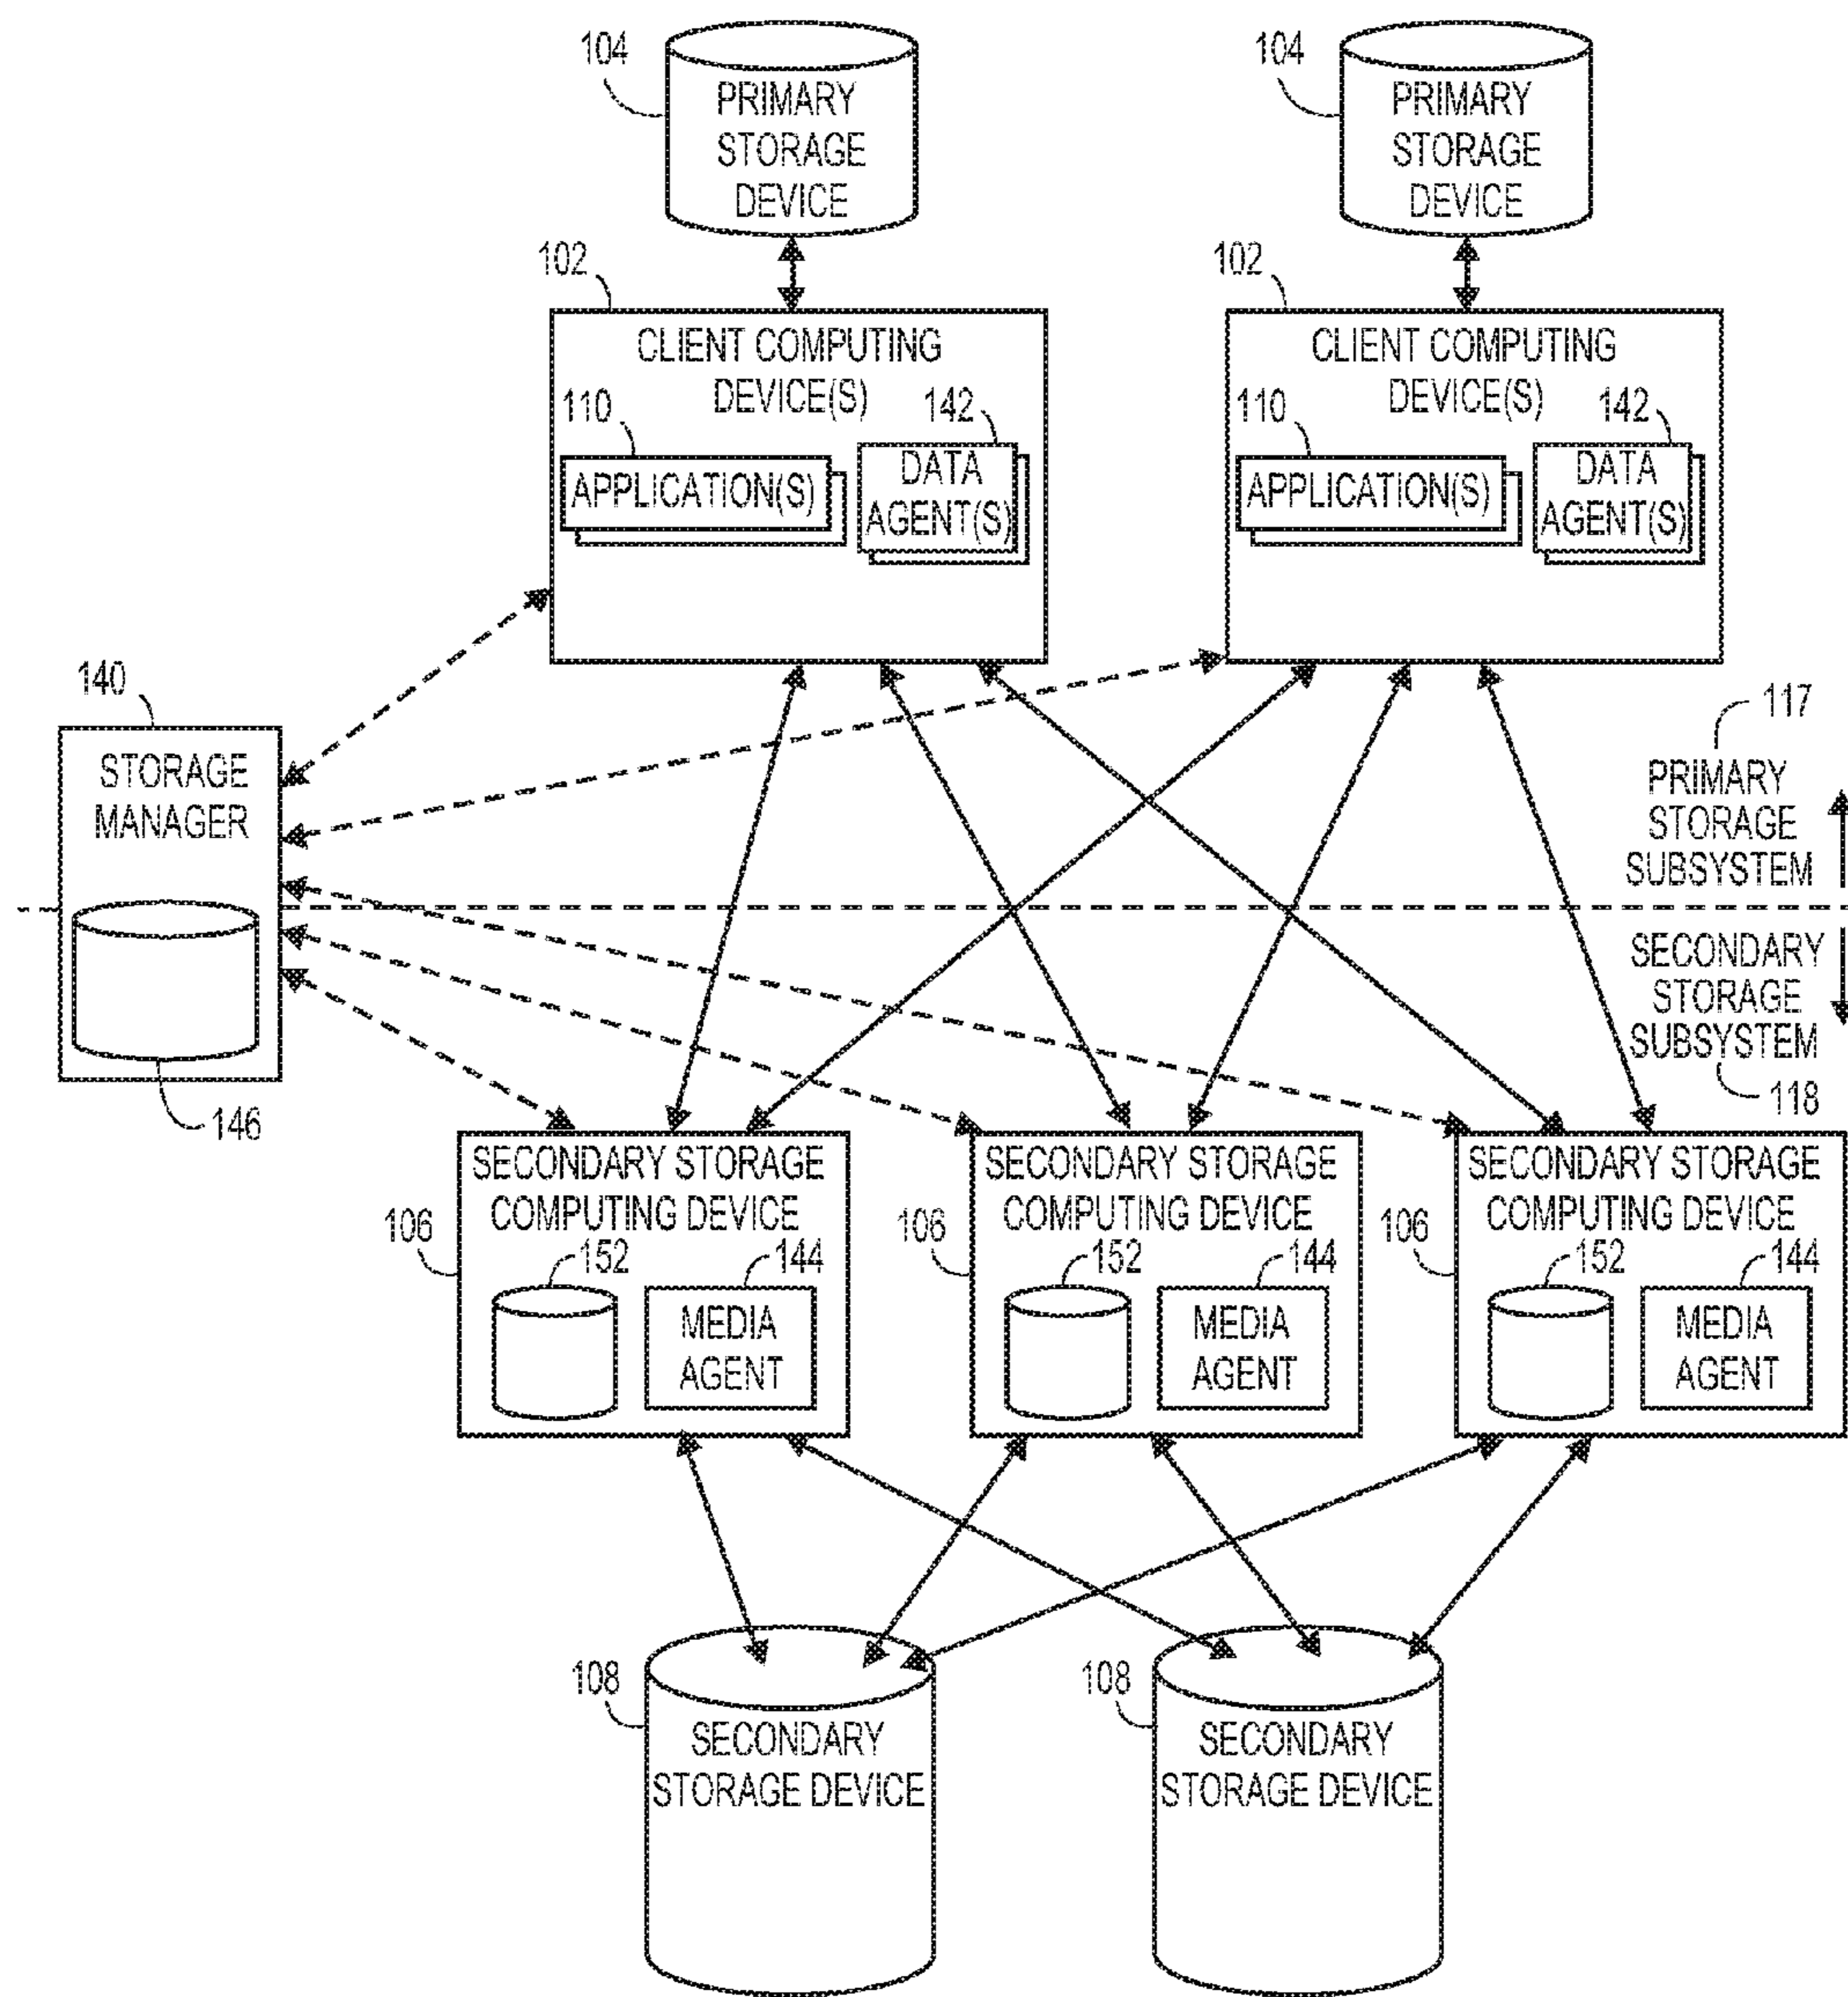 104
PRIMARY
STORAGE
DEVICE
104
PRIMARY
STORAGE
DEVICE
102
CLIENT COMPUTING
DEVICE(S)
110
142
APPLICATION(S)
DATA
AGENT(S)
102
CLIENT COMPUTING
DEVICE(S)
110
142
APPLICATION(S)
DATA
AGENT(S)
140
STORAGE
MANAGER
146
117
PRIMARY
STORAGE
SUBSYSTEM
SECONDARY
STORAGE
SUBSYSTEM
118
SECONDARY STORAGE
COMPUTING DEVICE
106
152
144
MEDIA
AGENT
SECONDARY STORAGE
COMPUTING DEVICE
106
152
144
MEDIA
AGENT
SECONDARY STORAGE
COMPUTING DEVICE
106
152
144
MEDIA
AGENT
108
SECONDARY
STORAGE DEVICE
108
SECONDARY
STORAGE DEVICE